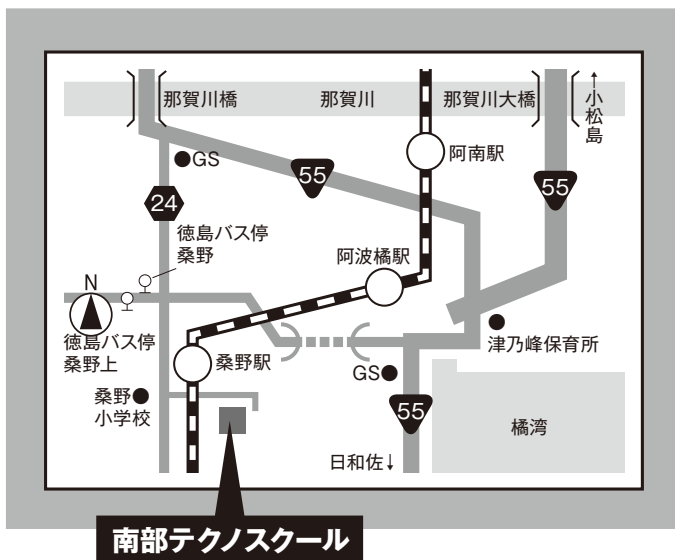 那賀川橋
那賀川
那賀川大橋
↑小松島
GS
阿南駅
55
55
24
徳島バス停
桑野
阿波橘駅
N
徳島バス停
桑野上
津乃峰保育所
桑野駅
GS
桑野
小学校
55
橘湾
日和佐↓
南部テクノスクール